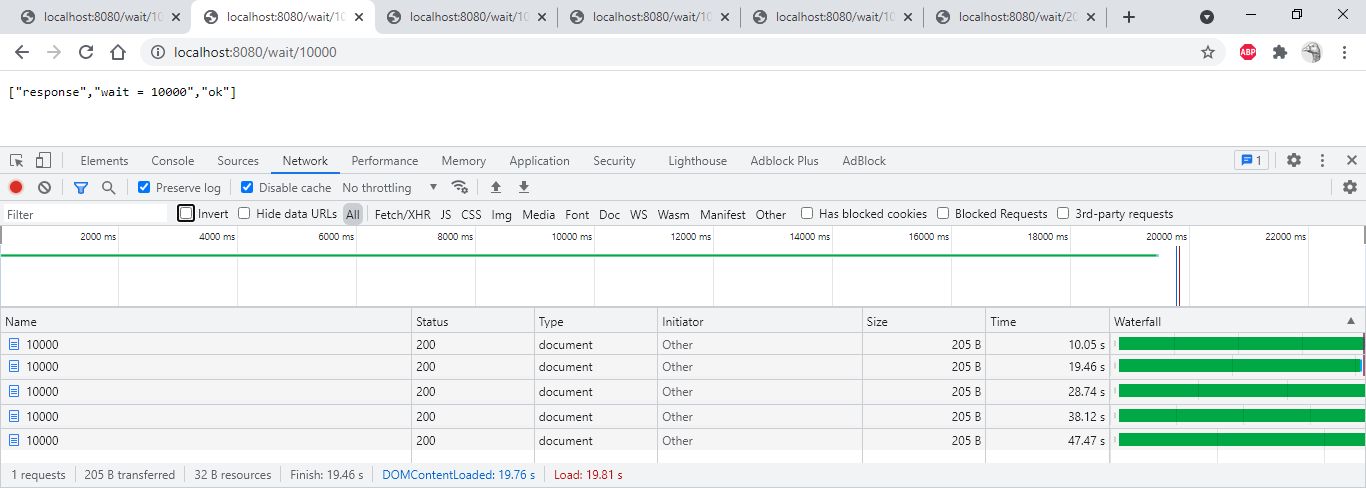 localhost:8080/wait/10 localhost:8080/wait/10 localhost:8080/wait/10 localhost:8080/wait/10 localhost:8080/wait/10 localhost:8080/wait/20
localhost:8080/wait/10000 ABP
["response","wait = 10000","ok"]
Elements Console Sources Network Performance Memory Application Security Lighthouse Adblock Plus AdBlock 1
Preserve log Disable cache No throttling
Filter Invert Hide data URLs All Fetch/XHR JS CSS Img Media Font Doc WS Wasm Manifest Other Has blocked cookies Blocked Requests 3rd-party requests
2000 ms 4000 ms 6000 ms 8000 ms 10000 ms 12000 ms 14000 ms 16000 ms 18000 ms 20000 ms 22000 ms
Name Status Type Initiator Size Time Waterfall
10000 200 document Other 205 B 10.05 s
10000 200 document Other 205 B 19.46 s
10000 200 document Other 205 B 28.74 s
10000 200 document Other 205 B 38.12 s
10000 200 document Other 205 B 47.47 s
1 requests 205 B transferred 32 B resources Finish: 19.46 s DOMContentLoaded: 19.76 s Load: 19.81 s